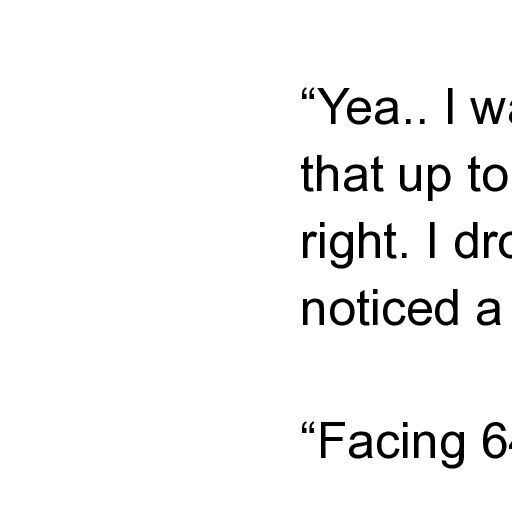 “Yea.. I
that up to
right. I
noticed a
“Facing